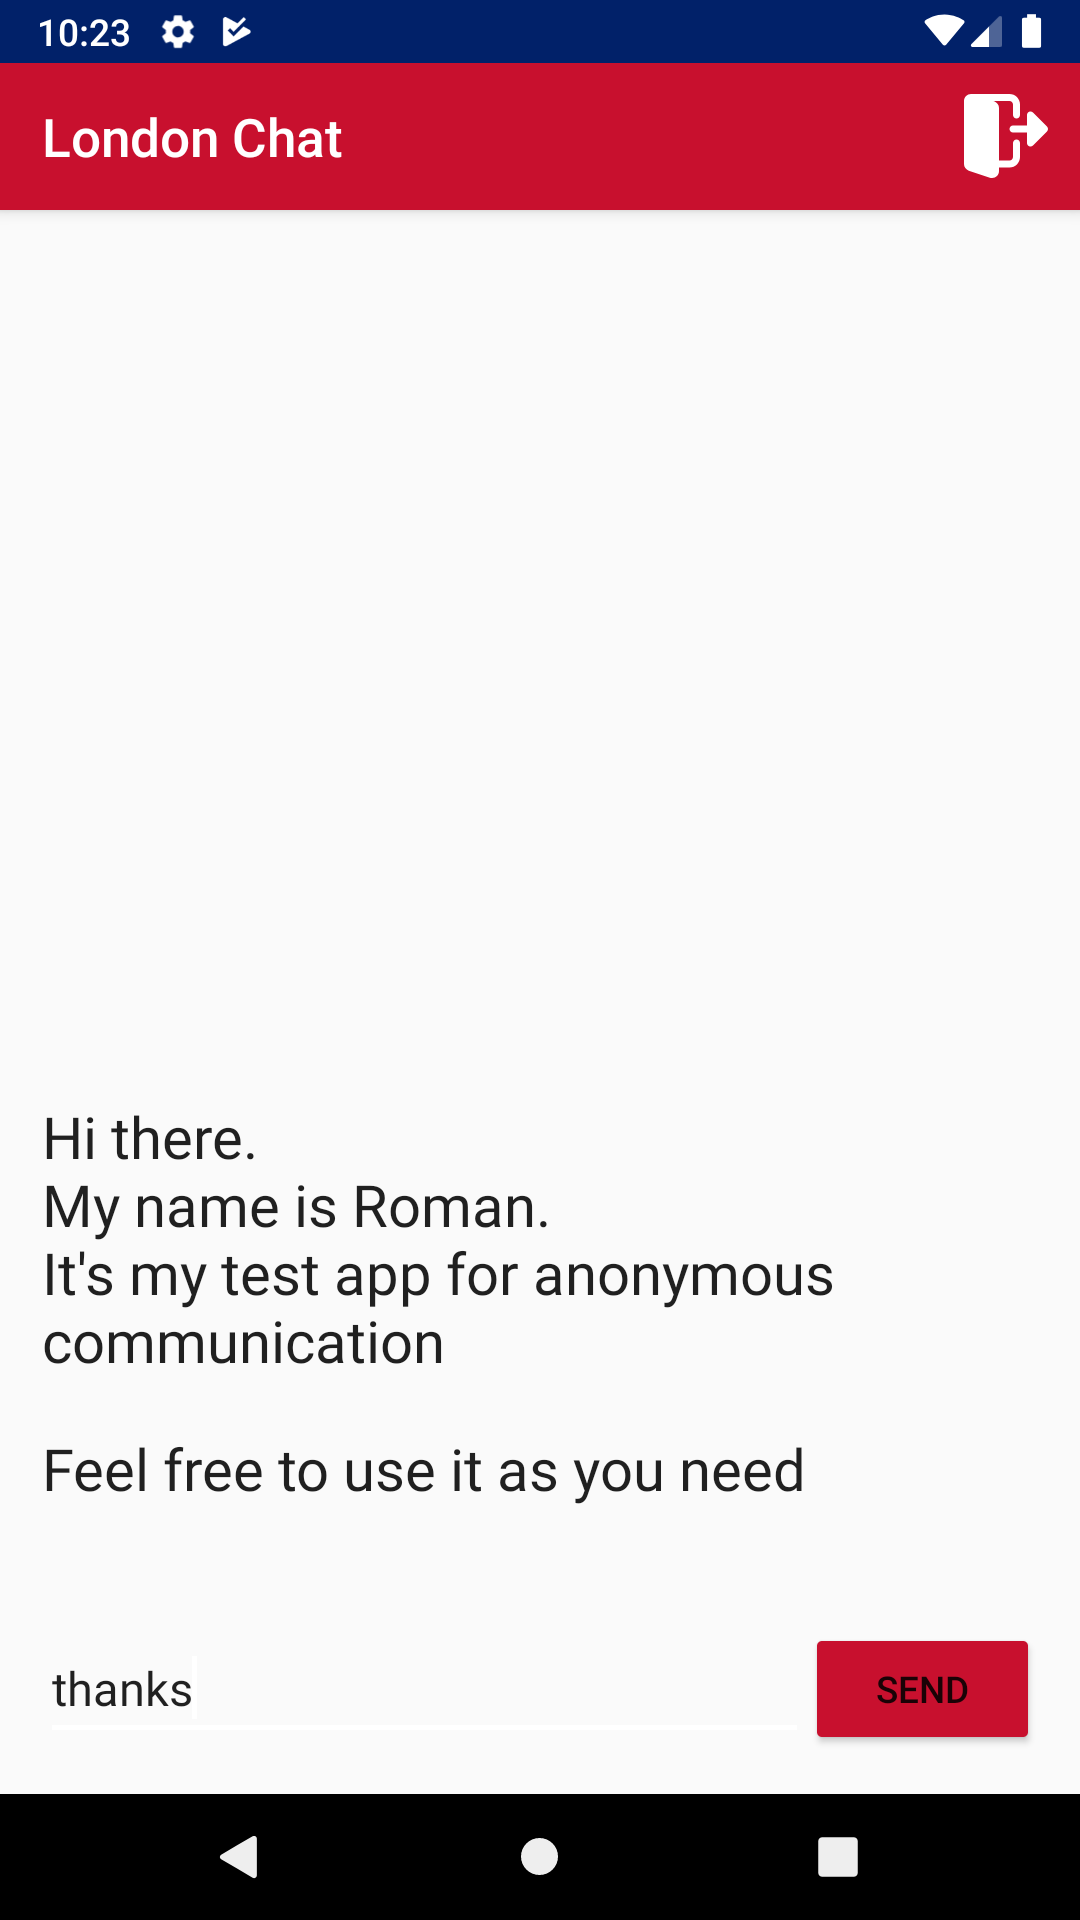 10:23
London Chat
Hi there.
My name is Roman.
It's my test app for anonymous
communication
Feel free to use it as you need
thanks
SEND